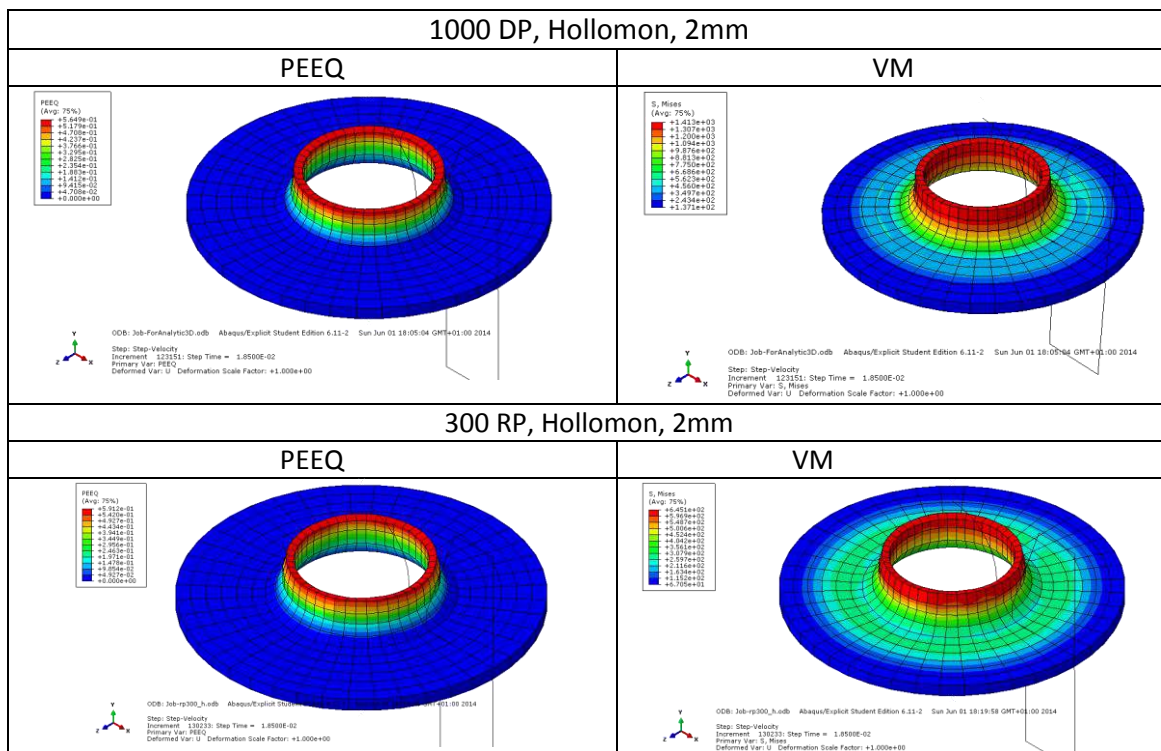 1000 DP, Hollomon, 2mm
PEEQ
VM
PEEQ
(Avg: 75%)
+5.649e-01
+5.179e-01
+4.708e-01
+4.237e-01
+3.766e-01
+3.295e-01
+2.825e-01
+2.354e-01
+1.883e-01
+1.412e-01
+9.415e-02
+4.708e-02
+0.000e+00
Y
Z X
ODB: Job-ForAnalytic3D.odb Abaqus/Explicit Student Edition 6.11-2 Sun Jun 01 18:05:04 GMT+01:00 2014
Step: Step-Velocity
Increment 123151: Step Time = 1.8500E-02
Primary Var: PEEQ
Deformed Var: U Deformation Scale Factor: +1.000e+00
S, Mises
(Avg: 75%)
+1.413e+03
+1.307e+03
+1.200e+03
+1.094e+03
+9.876e+02
+8.813e+02
+7.750e+02
+6.686e+02
+5.623e+02
+4.560e+02
+3.497e+02
+2.434e+02
+1.371e+02
Y
Z X
ODB: Job-ForAnalytic3D.odb Abaqus/Explicit Student Edition 6.11-2 Sun Jun 01 18:05:04 GMT+01:00 2014
Step: Step-Velocity
Increment 123151: Step Time = 1.8500E-02
Primary Var: S, Mises
Deformed Var: U Deformation Scale Factor: +1.000e+00
300 RP, Hollomon, 2mm
PEEQ
VM
PEEQ
(Avg: 75%)
+5.912e-01
+5.420e-01
+4.927e-01
+4.434e-01
+3.941e-01
+3.449e-01
+2.956e-01
+2.463e-01
+1.971e-01
+1.478e-01
+9.854e-02
+4.927e-02
+0.000e+00
Y
Z X
ODB: Job-rp300_h.odb Abaqus/Explicit Student Edition 6.11-2 Sun Jun 01 2014
Step: Step-Velocity
Increment 130233: Step Time = 1.8500E-02
Primary Var: PEEQ
Deformed Var: U Deformation Scale Factor: +1.000e+00
S, Mises
(Avg: 75%)
+6.451e+02
+5.969e+02
+5.487e+02
+5.006e+02
+4.524e+02
+4.042e+02
+3.561e+02
+3.079e+02
+2.597e+02
+2.116e+02
+1.634e+02
+1.152e+02
+6.705e+01
Y
Z X
ODB: Job-rp300_h.odb Abaqus/Explicit Student Edition 6.11-2 Sun Jun 01 18:19:58 GMT+01:00 2014
Step: Step-Velocity
Increment 130233: Step Time = 1.8500E-02
Primary Var: S, Mises
Deformed Var: U Deformation Scale Factor: +1.000e+00